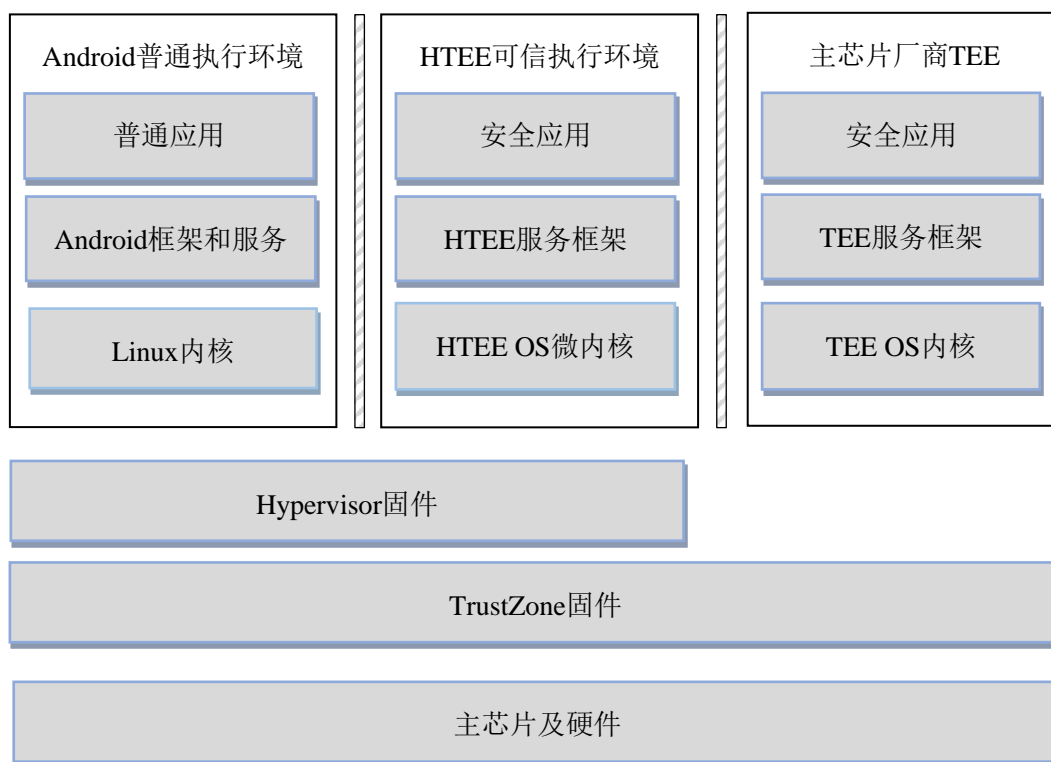 Android普通执行环境
普通应用
Android框架和服务
Linux内核
HTEE可信执行环境
安全应用
HTEE服务框架
HTEE OS微内核
主芯片厂商TEE
安全应用
TEE服务框架
TEE OS内核
Hypervisor固件
TrustZone固件
主芯片及硬件